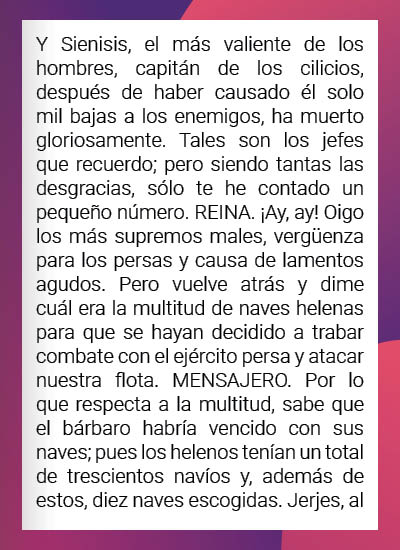 Y Sienisis, el más valiente de los
hombres, capitán de los cilicios,
después de haber causado él solo
mil bajas a los enemigos, ha muerto
gloriosamente. Tales son los jefes
que recuerdo; pero siendo tantas las
desgracias, sólo te he contado un
pequeño número. REINA. ¡Ay, ay! Oigo
los más supremos males, vergüenza
para los persas y causa de lamentos
agudos. Pero vuelve atrás y dime
cuál era la multitud de naves helenas
para que se hayan decidido a trabar
combate con el ejército persa y atacar
nuestra flota. MENSAJERO. Por lo
que respecta a la multitud, sabe que
el bárbaro habría vencido con sus
naves; pues los helenos tenían un total
de trescientos navíos y, además de
estos, diez naves escogidas. Jerjes, al